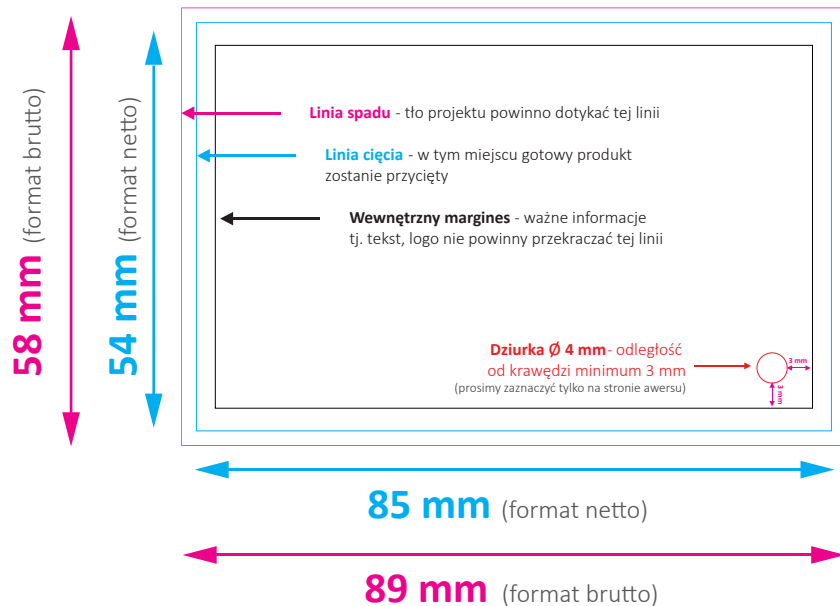 58 mm (format brutto)
54 mm (format netto)
Linia spadu - tło projektu powinno dotykać tej linii
Linia cięcia - w tym miejscu gotowy produkt
zostanie przycięty
Wewnętrzny margines - ważne informacje
tj. tekst, logo nie powinny przekraczać tej linii
Dziurka Ø 4 mm- odległość
od krawędzi minimum 3 mm
(prosimy zaznaczyć tylko na stronie awersu)
3 mm
3 mm
85 mm (format netto)
89 mm (format brutto)